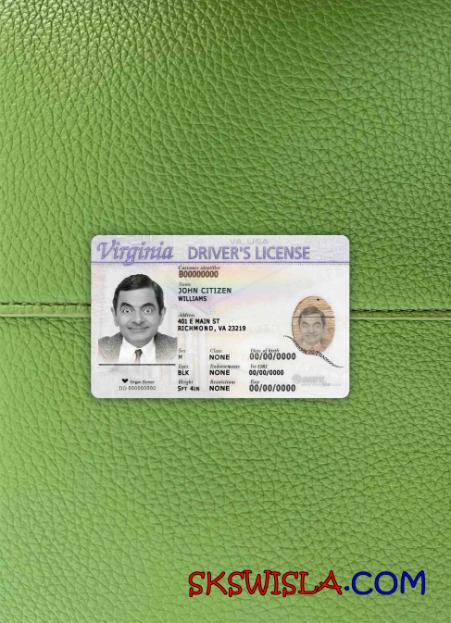 VA USA
Virginia DRIVER'S LICENSE
Customer Identifier
B00000000
Name
JOHN CITIZEN
WILLIAMS
Address
401 E MAIN ST
RICHMOND, VA 23219
Sex Class Date of Birth
M NONE 00/00/0000
Eyes Endorsements Iss
BLK NONE 00/00/0000
Height Restrictions Exp
5FT 4IN NONE 00/00/0000
Organ Donor
DD 000000000
SKSWISLA.COM